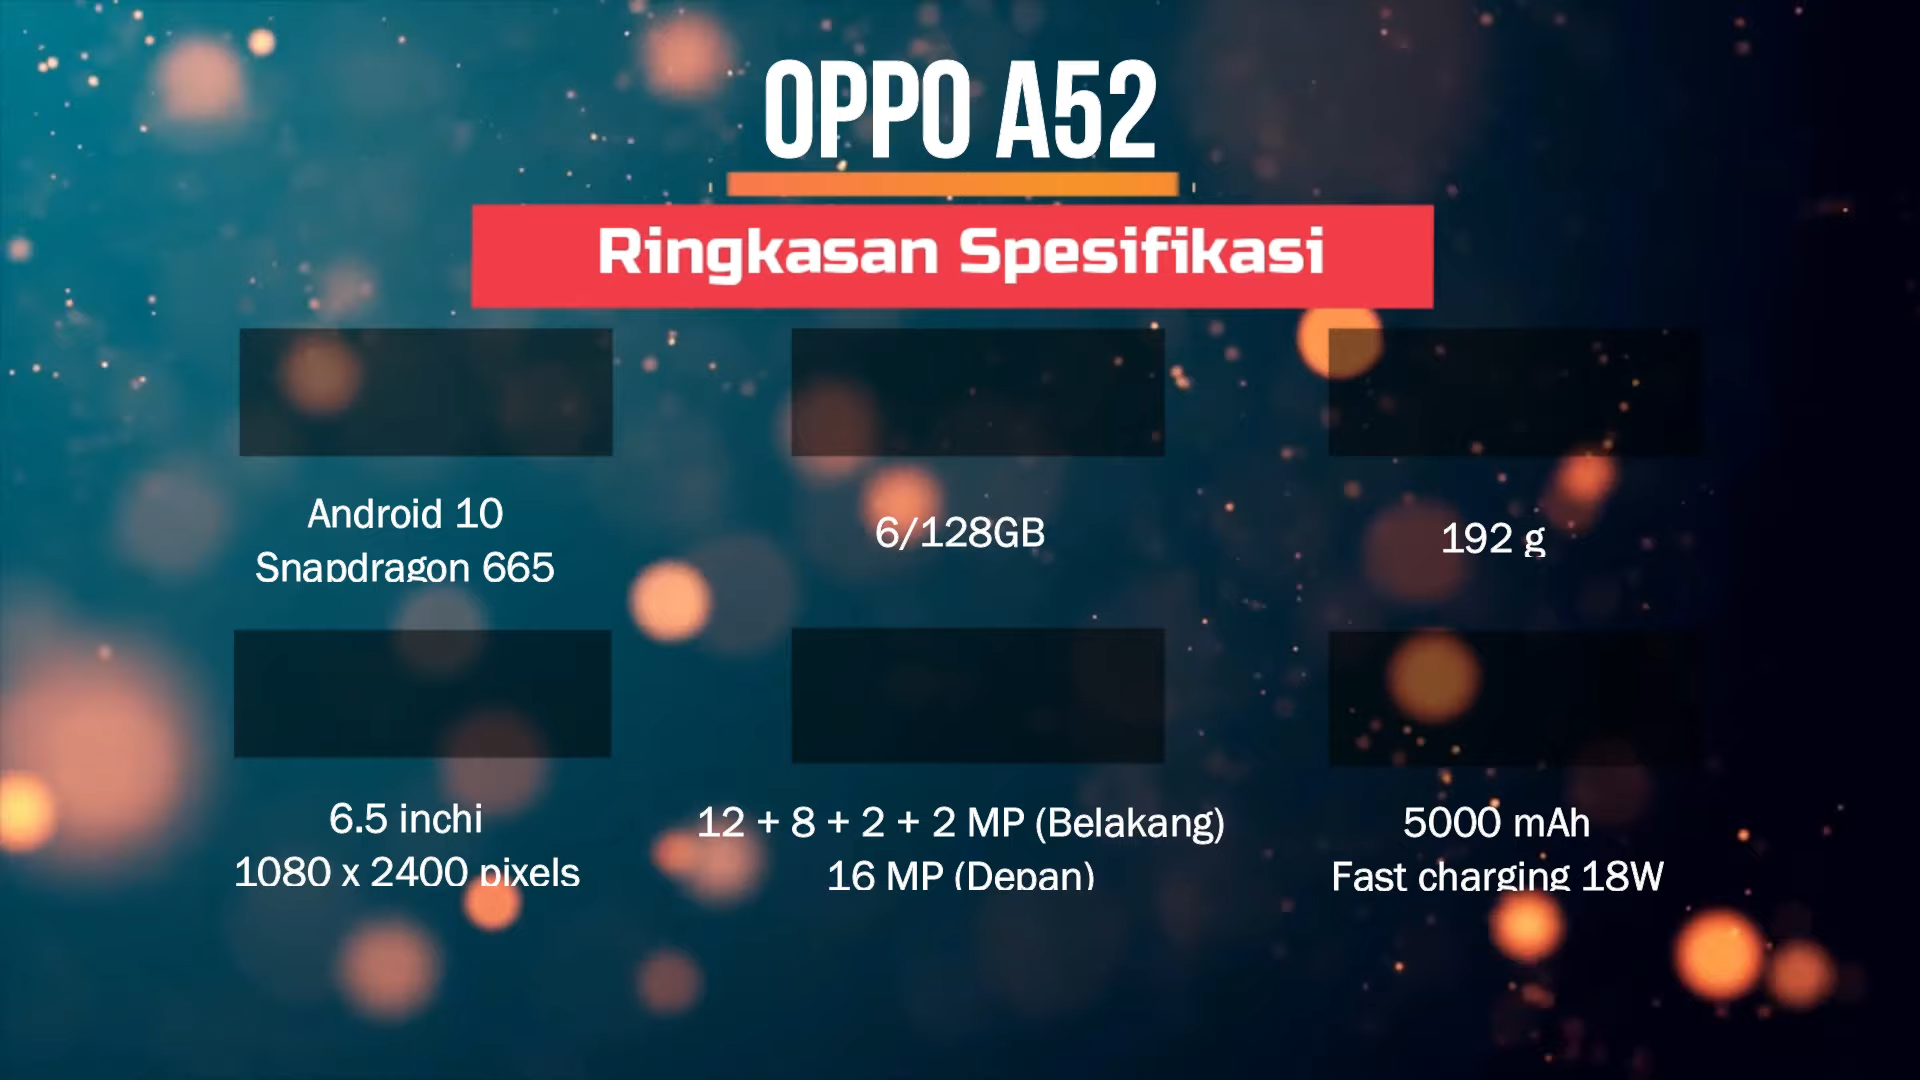 OPPO A52
Ringkasan Spesifikasi
Android 10
Snapdragon 665
6/128GB
192 g
6.5 inchi
1080 x 2400 pixels
12 + 8 + 2 + 2 MP (Belakang)
16 MP (Depan)
5000 mAh
Fast charging 18W